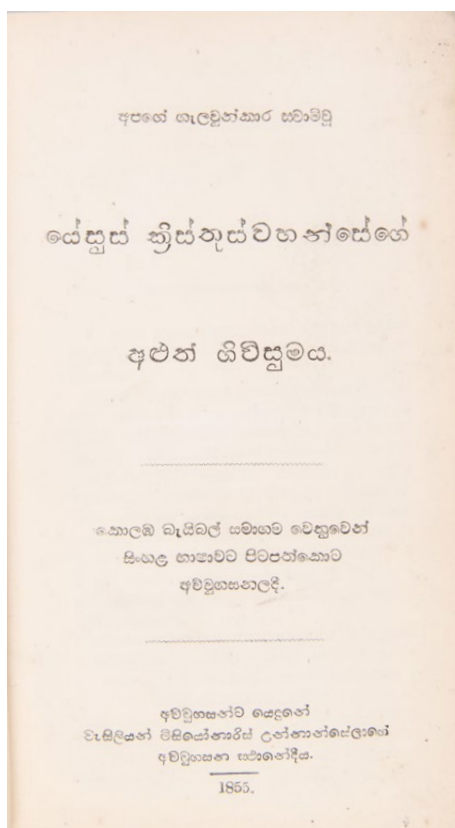 අපගේ ගැලවුන්කාර ස්වාමිවූ
යේසුස් ක්‍රිස්තුස්වහන්සේගේ
අළුත් ගිවිසුමය.
කොලඹ බැයිබල් සමාගම වෙනුවෙන්
සිංහල භාෂාවට පිටපත්කොට
අච්චුගසනලදී.
අච්චුගසන්ට යෙදුනේ
වැසිලියන් මිසියෝනාරිස් උන්නාන්සේලාගේ
අච්චුගසන ස්ථානේදීය.
1855.